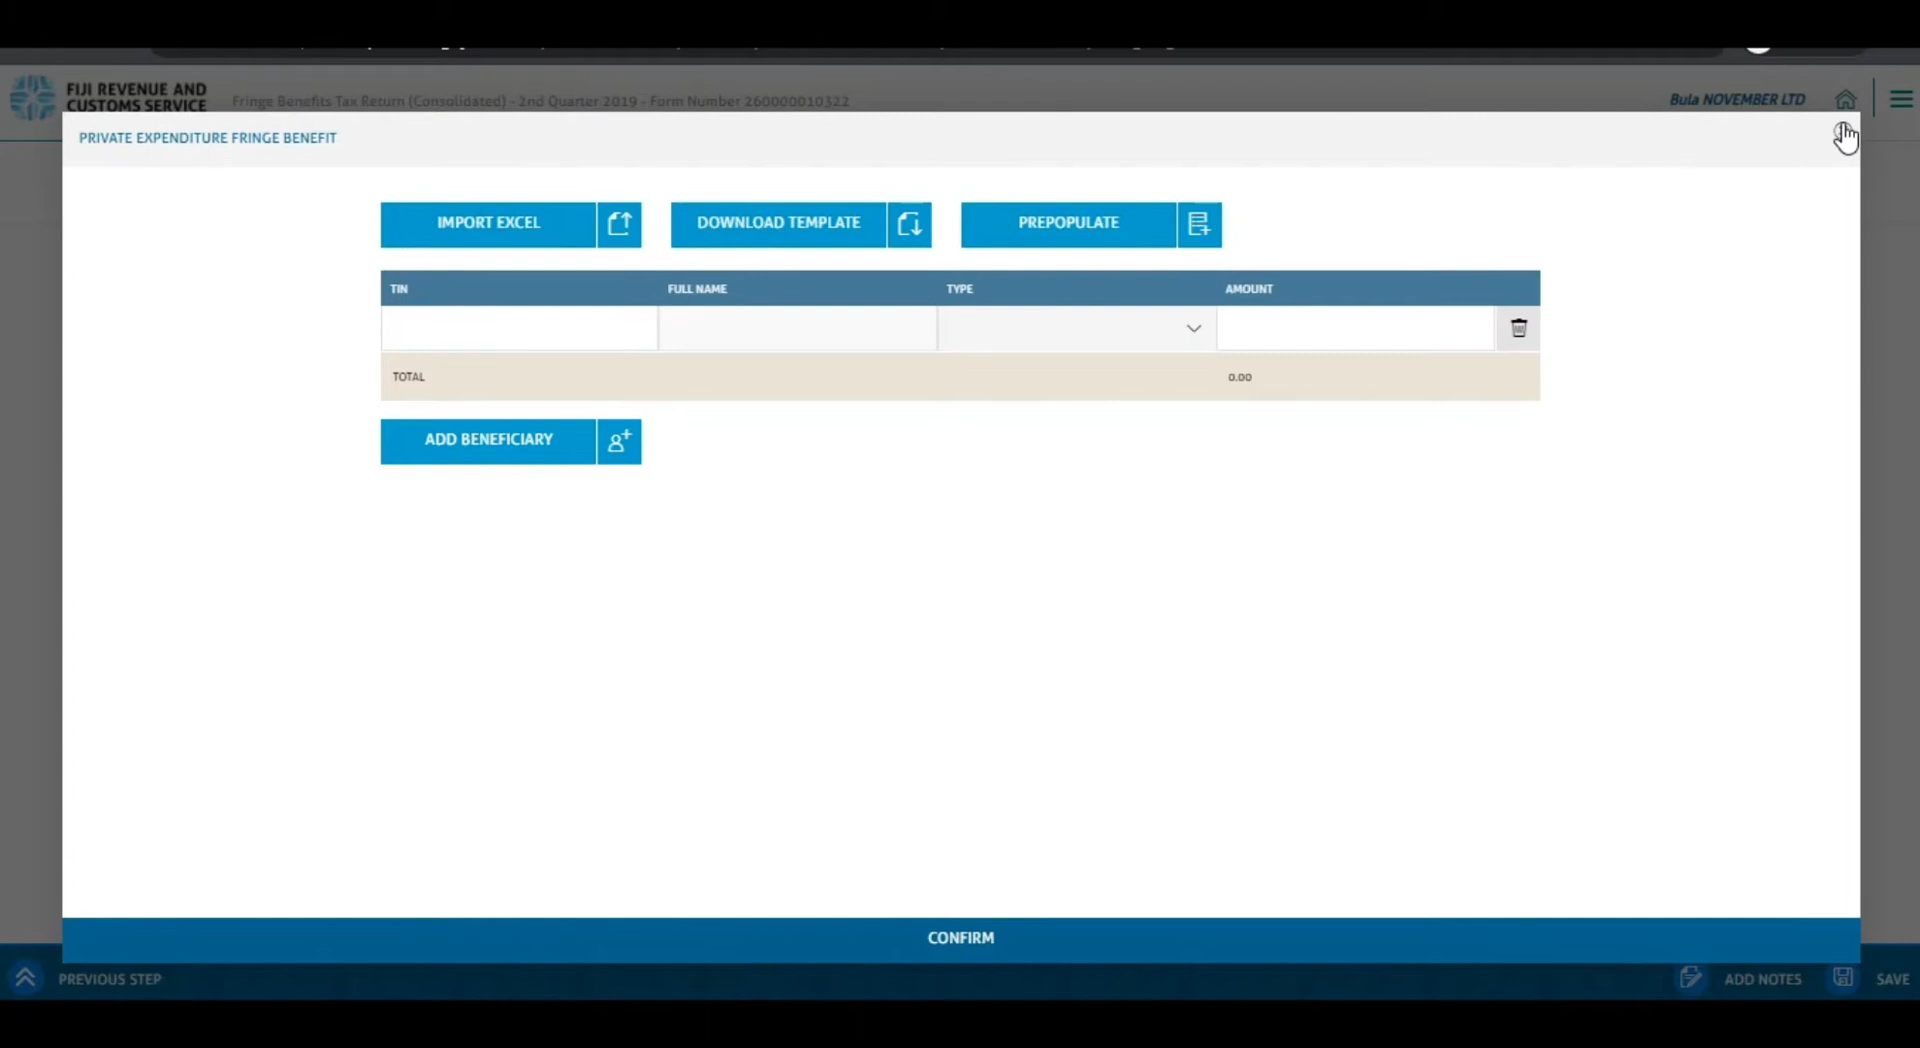 FIJI REVENUE AND
CUSTOMS SERVICE
Fringe Benefits Tax Return (Consolidated) - 2nd Quarter 2019 - Form Number 260000010322
Bula NOVEMBER LTD
PRIVATE EXPENDITURE FRINGE BENEFIT
IMPORT EXCEL
DOWNLOAD TEMPLATE
PREPOPULATE
TIN FULL NAME TYPE AMOUNT
TOTAL 0.00
ADD BENEFICIARY
CONFIRM
PREVIOUS STEP
ADD NOTES
SAVE